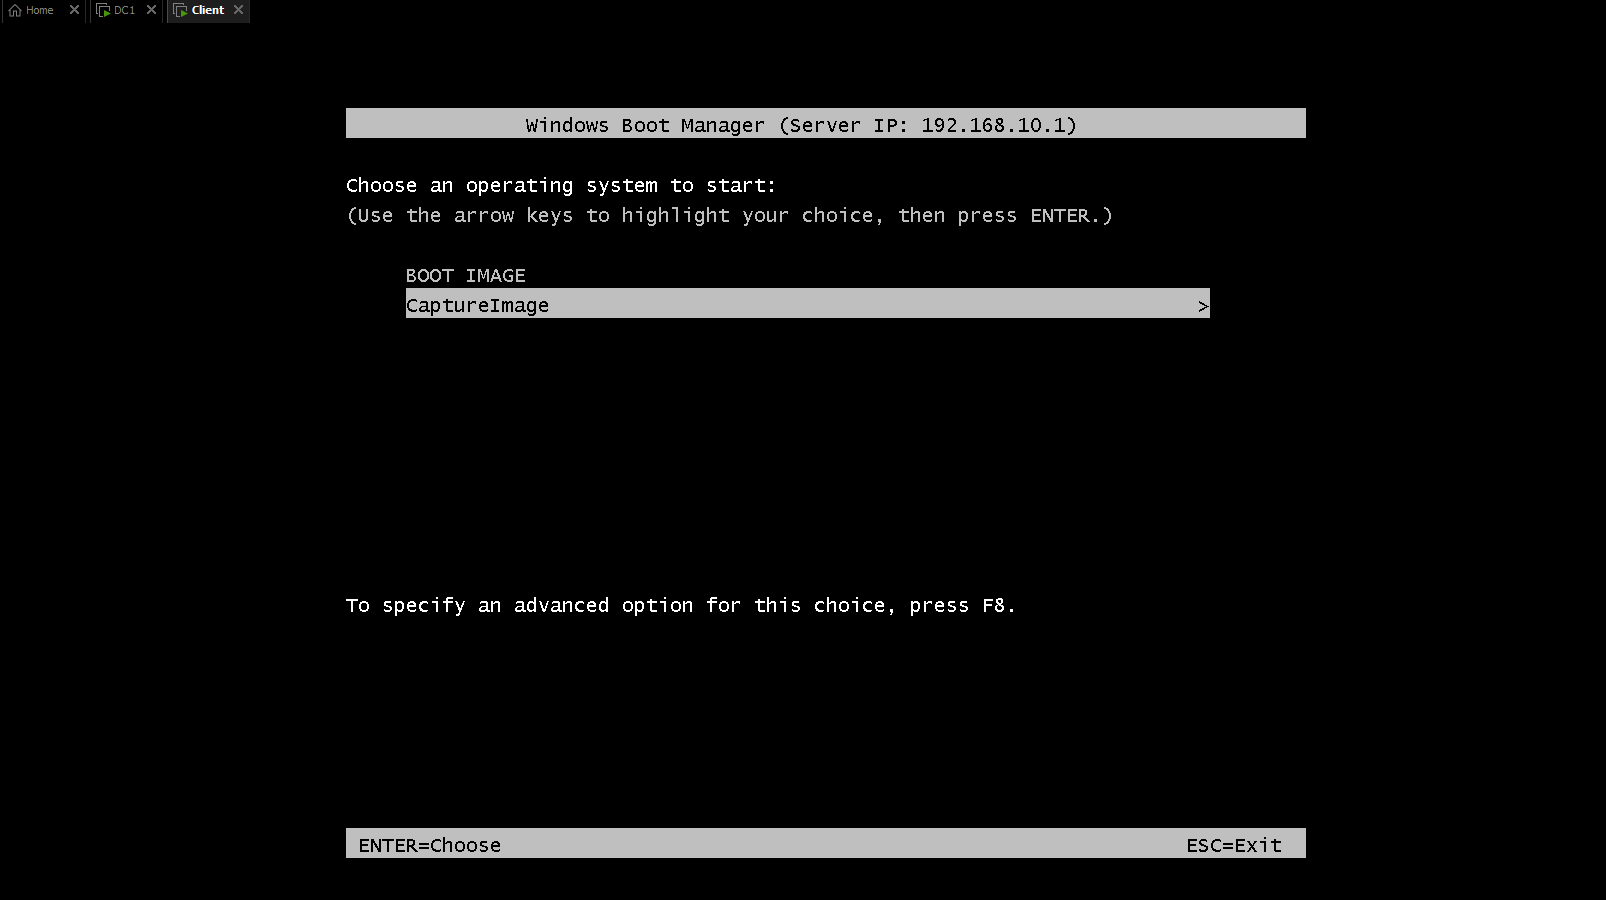 Home DC1 Client
Windows Boot Manager (Server IP: 192.168.10.1)
Choose an operating system to start:
(Use the arrow keys to highlight your choice, then press ENTER.)
BOOT IMAGE
CaptureImage >
To specify an advanced option for this choice, press F8.
ENTER=Choose ESC=Exit